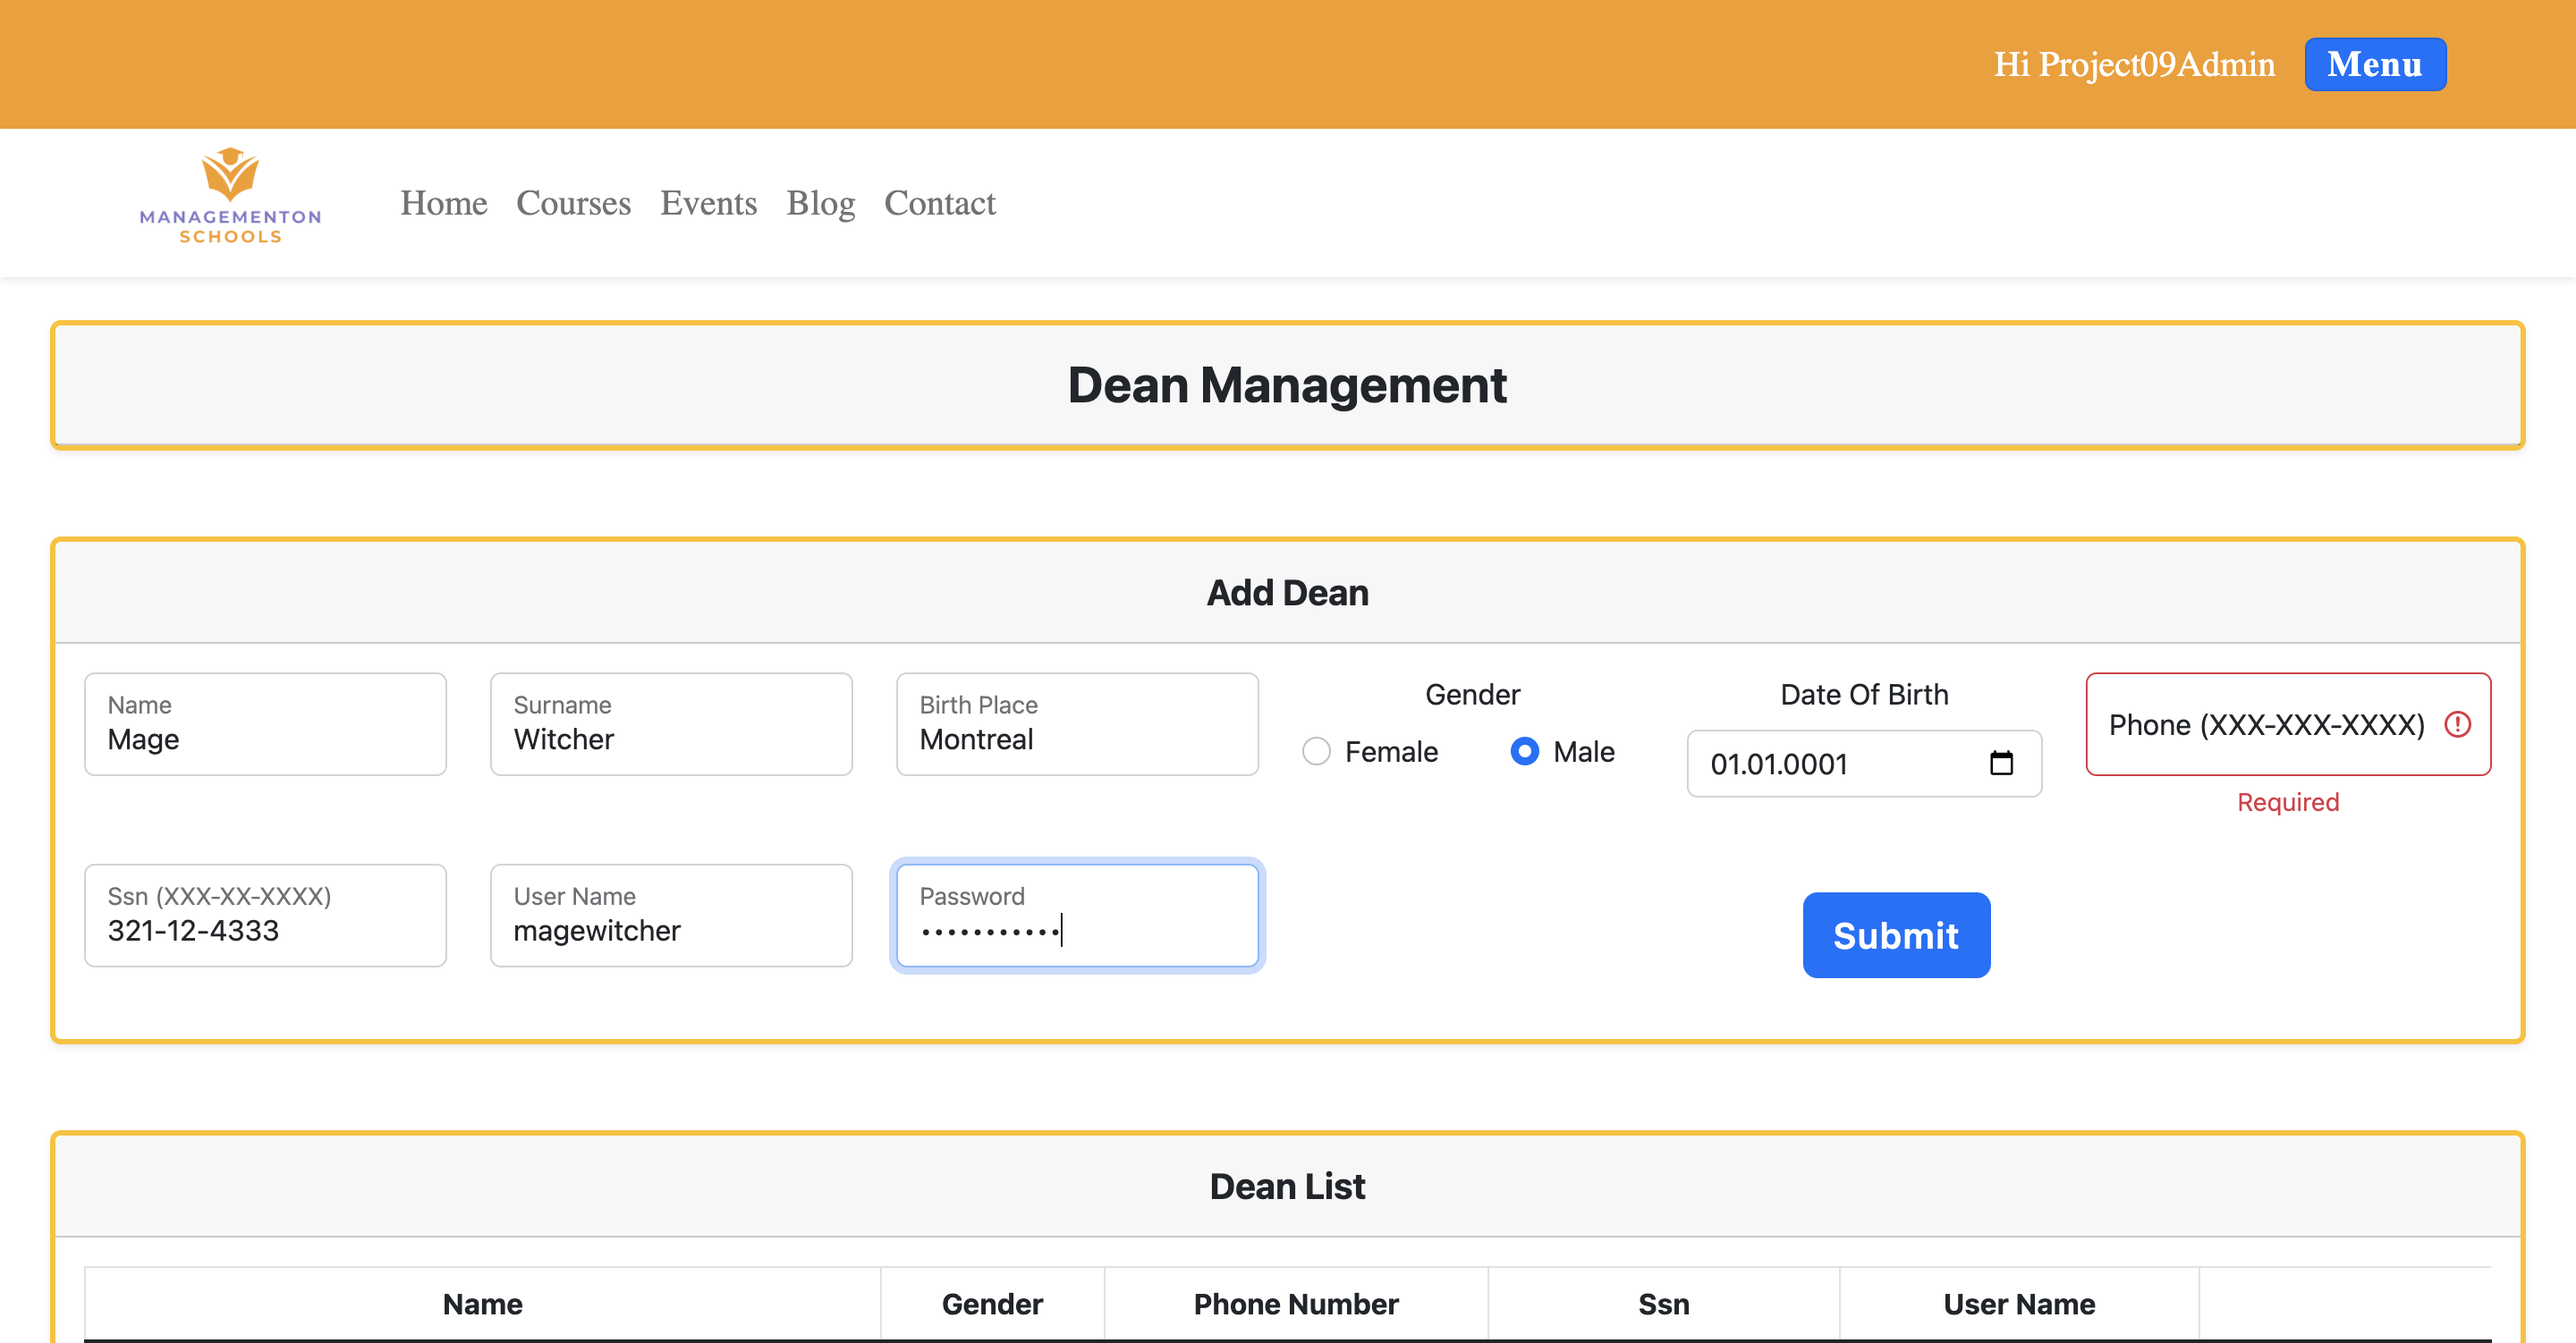 Hi Project09Admin
Menu
MANAGEMENTON
SCHOOLS
Home Courses Events Blog Contact
Dean Management
Add Dean
Name
Mage
Surname
Witcher
Birth Place
Montreal
Gender
Female Male
Date Of Birth
01.01.0001
Phone (XXX-XXX-XXXX)
Required
Ssn (XXX-XX-XXXX)
321-12-4333
User Name
magewitcher
Password
•••••••••••
Submit
Dean List
Name Gender Phone Number Ssn User Name